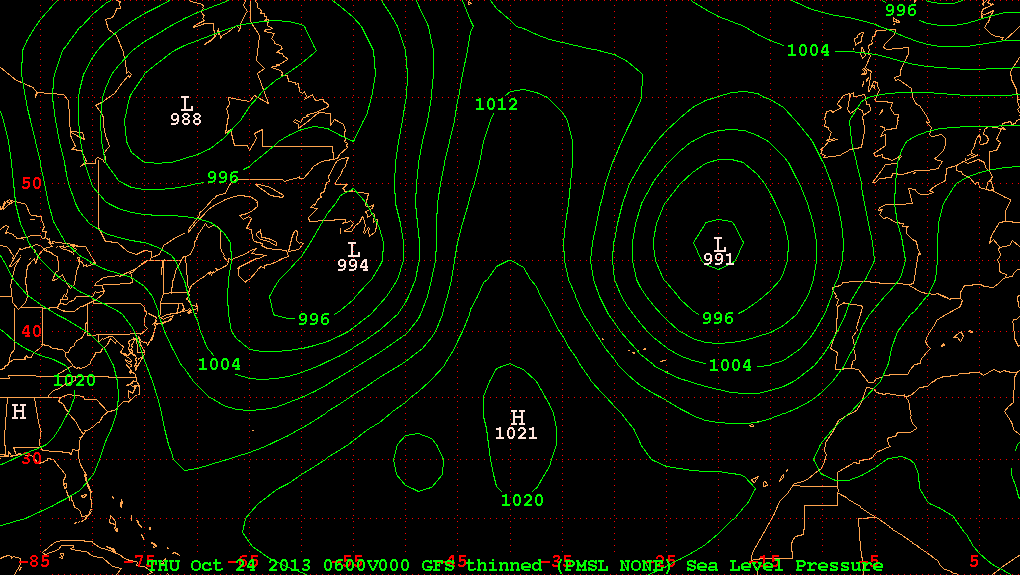 996
1004
L
988
1012
996
50
L
994
L
991
996
996
40
1004
1004
1020
H
H
1021
30
1020
-85 -75 -65 -55 -45 -35 -25 -15 -5 5
THU Oct 24 2013 0600V000 GFS thinned (PMSL NONE) Sea Level Pressure